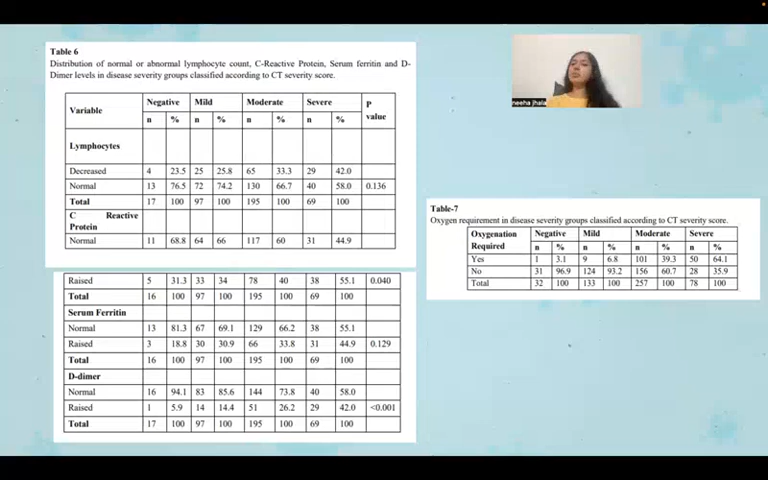 Table 6
Distribution of normal or abnormal lymphocyte count, C-Reactive Protein, Serum ferritin and D-
Dimer levels in disease severity groups classified according to CT severity score.
Variable Negative Mild Moderate Severe P value
n % n % n % n %
Lymphocytes
Decreased 4 23.5 25 25.8 65 33.3 29 42.0
Normal 13 76.5 72 74.2 130 66.7 40 58.0 0.136
Total 17 100 97 100 195 100 69 100
C Reactive
Protein
Normal 11 68.8 64 66 117 60 31 44.9
Raised 5 31.3 33 34 78 40 38 55.1 0.040
Total 16 100 97 100 195 100 69 100
Serum Ferritin
Normal 13 81.3 67 69.1 129 66.2 38 55.1
Raised 3 18.8 30 30.9 66 33.8 31 44.9 0.129
Total 16 100 97 100 195 100 69 100
D-dimer
Normal 16 94.1 83 85.6 144 73.8 40 58.0
Raised 1 5.9 14 14.4 51 26.2 29 42.0 <0.001
Total 17 100 97 100 195 100 69 100
neeha jhala
Table-7
Oxygen requirement in disease severity groups classified according to CT severity score.
Oxygenation Negative Mild Moderate Severe
Required n % n % n % n %
Yes 1 3.1 9 6.8 101 39.3 50 64.1
No 31 96.9 124 93.2 156 60.7 28 35.9
Total 32 100 133 100 257 100 78 100